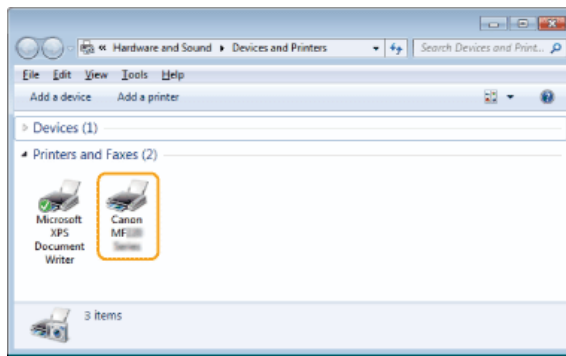 Hardware and Sound
Devices and Printers
Search Devices and Print...
File Edit View Tools Help
Add a device Add a printer
Devices (1)
Printers and Faxes (2)
Microsoft
XPS
Document
Writer
Canon
MF
3 items